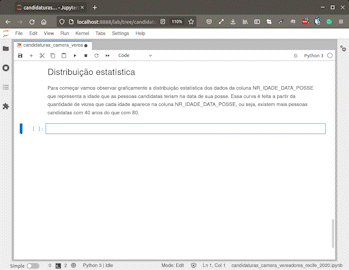 candidaturas... - Jupyte
localhost:8888/lab/tree/candida
110%
File Edit View Run Kernel Tabs Settings Help
candidaturas_camara_verea
Code
Python 3
Distribuição estatística
Para começar vamos observar graficamente a distribuição estatística dos dados da coluna NR_IDADE_DATA_POSSE
que representa a idade que as pessoas candidatas teriam na data de sua posse. Essa curva é feita a partir da
quantidade de vezes que cada idade aparece na coluna NR_IDADE_DATA_POSSE, ou seja, existem mais pessoas
candidatas com 40 anos do que com 80.
[ ]:
Simple 0 2 Python 3 | Idle Mode: Edit Ln 1, Col 1 candidaturas_camara_vereadores_recife_2020.ipynb